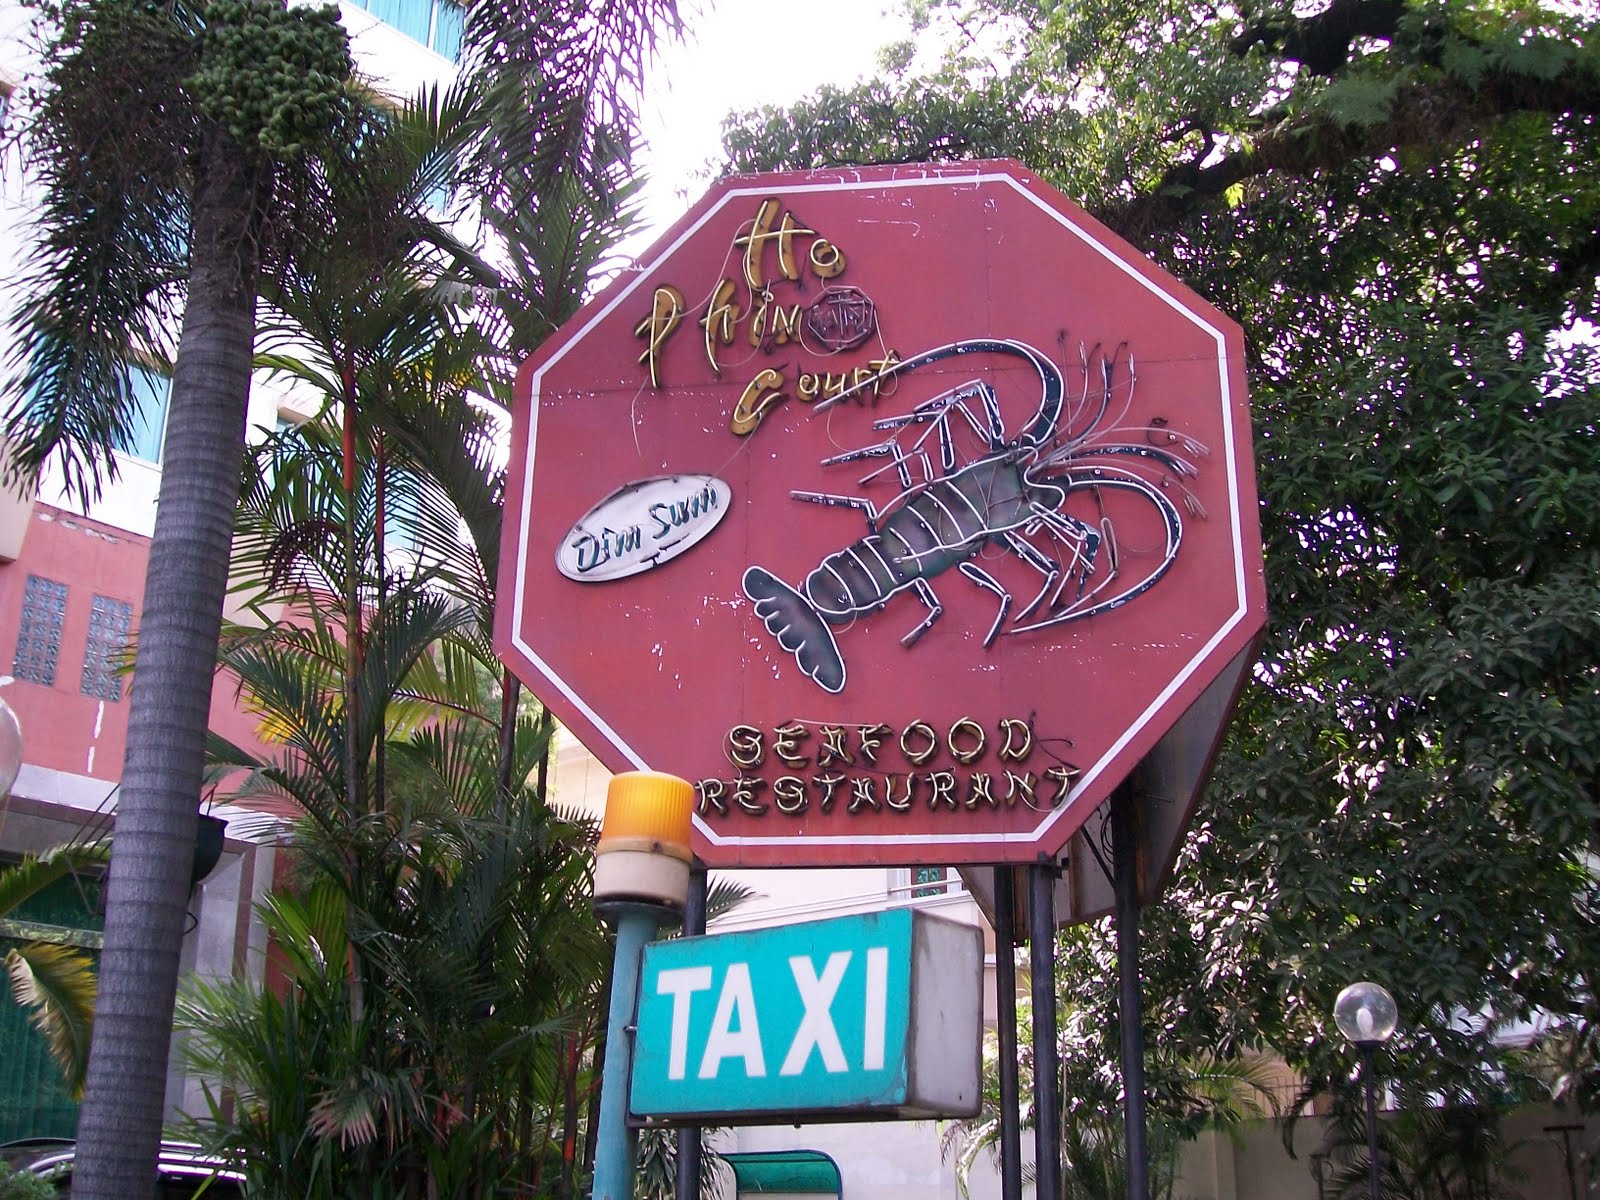 Ho
Phin
Court
Dim Sum
SEAFOOD
RESTAURANT
TAXI